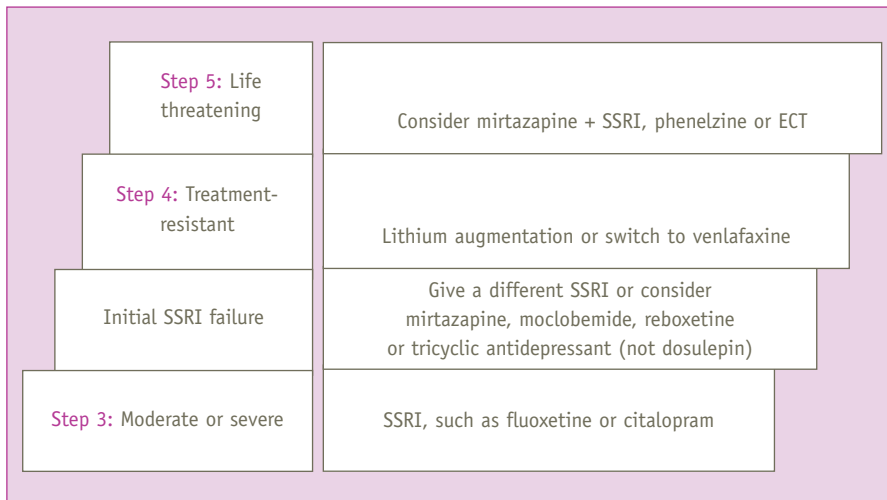 Step 5: Life
threatening
Consider mirtazapine + SSRI, phenelzine or ECT
Step 4: Treatment-
resistant
Lithium augmentation or switch to venlafaxine
Initial SSRI failure
Give a different SSRI or consider
mirtazapine, moclobemide, reboxetine
or tricyclic antidepressant (not dosulepin)
Step 3: Moderate or severe
SSRI, such as fluoxetine or citalopram